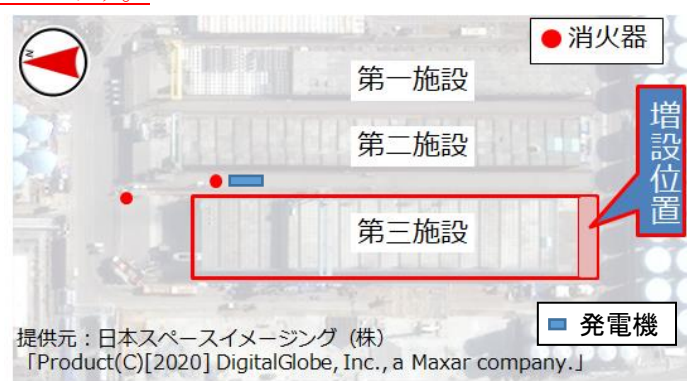 N
●消火器
第一施設
第二施設
増設位置
第三施設
発電機
提供元：日本スペースイメージング（株）
「Product(C)[2020] DigitalGlobe, Inc., a Maxar company.」